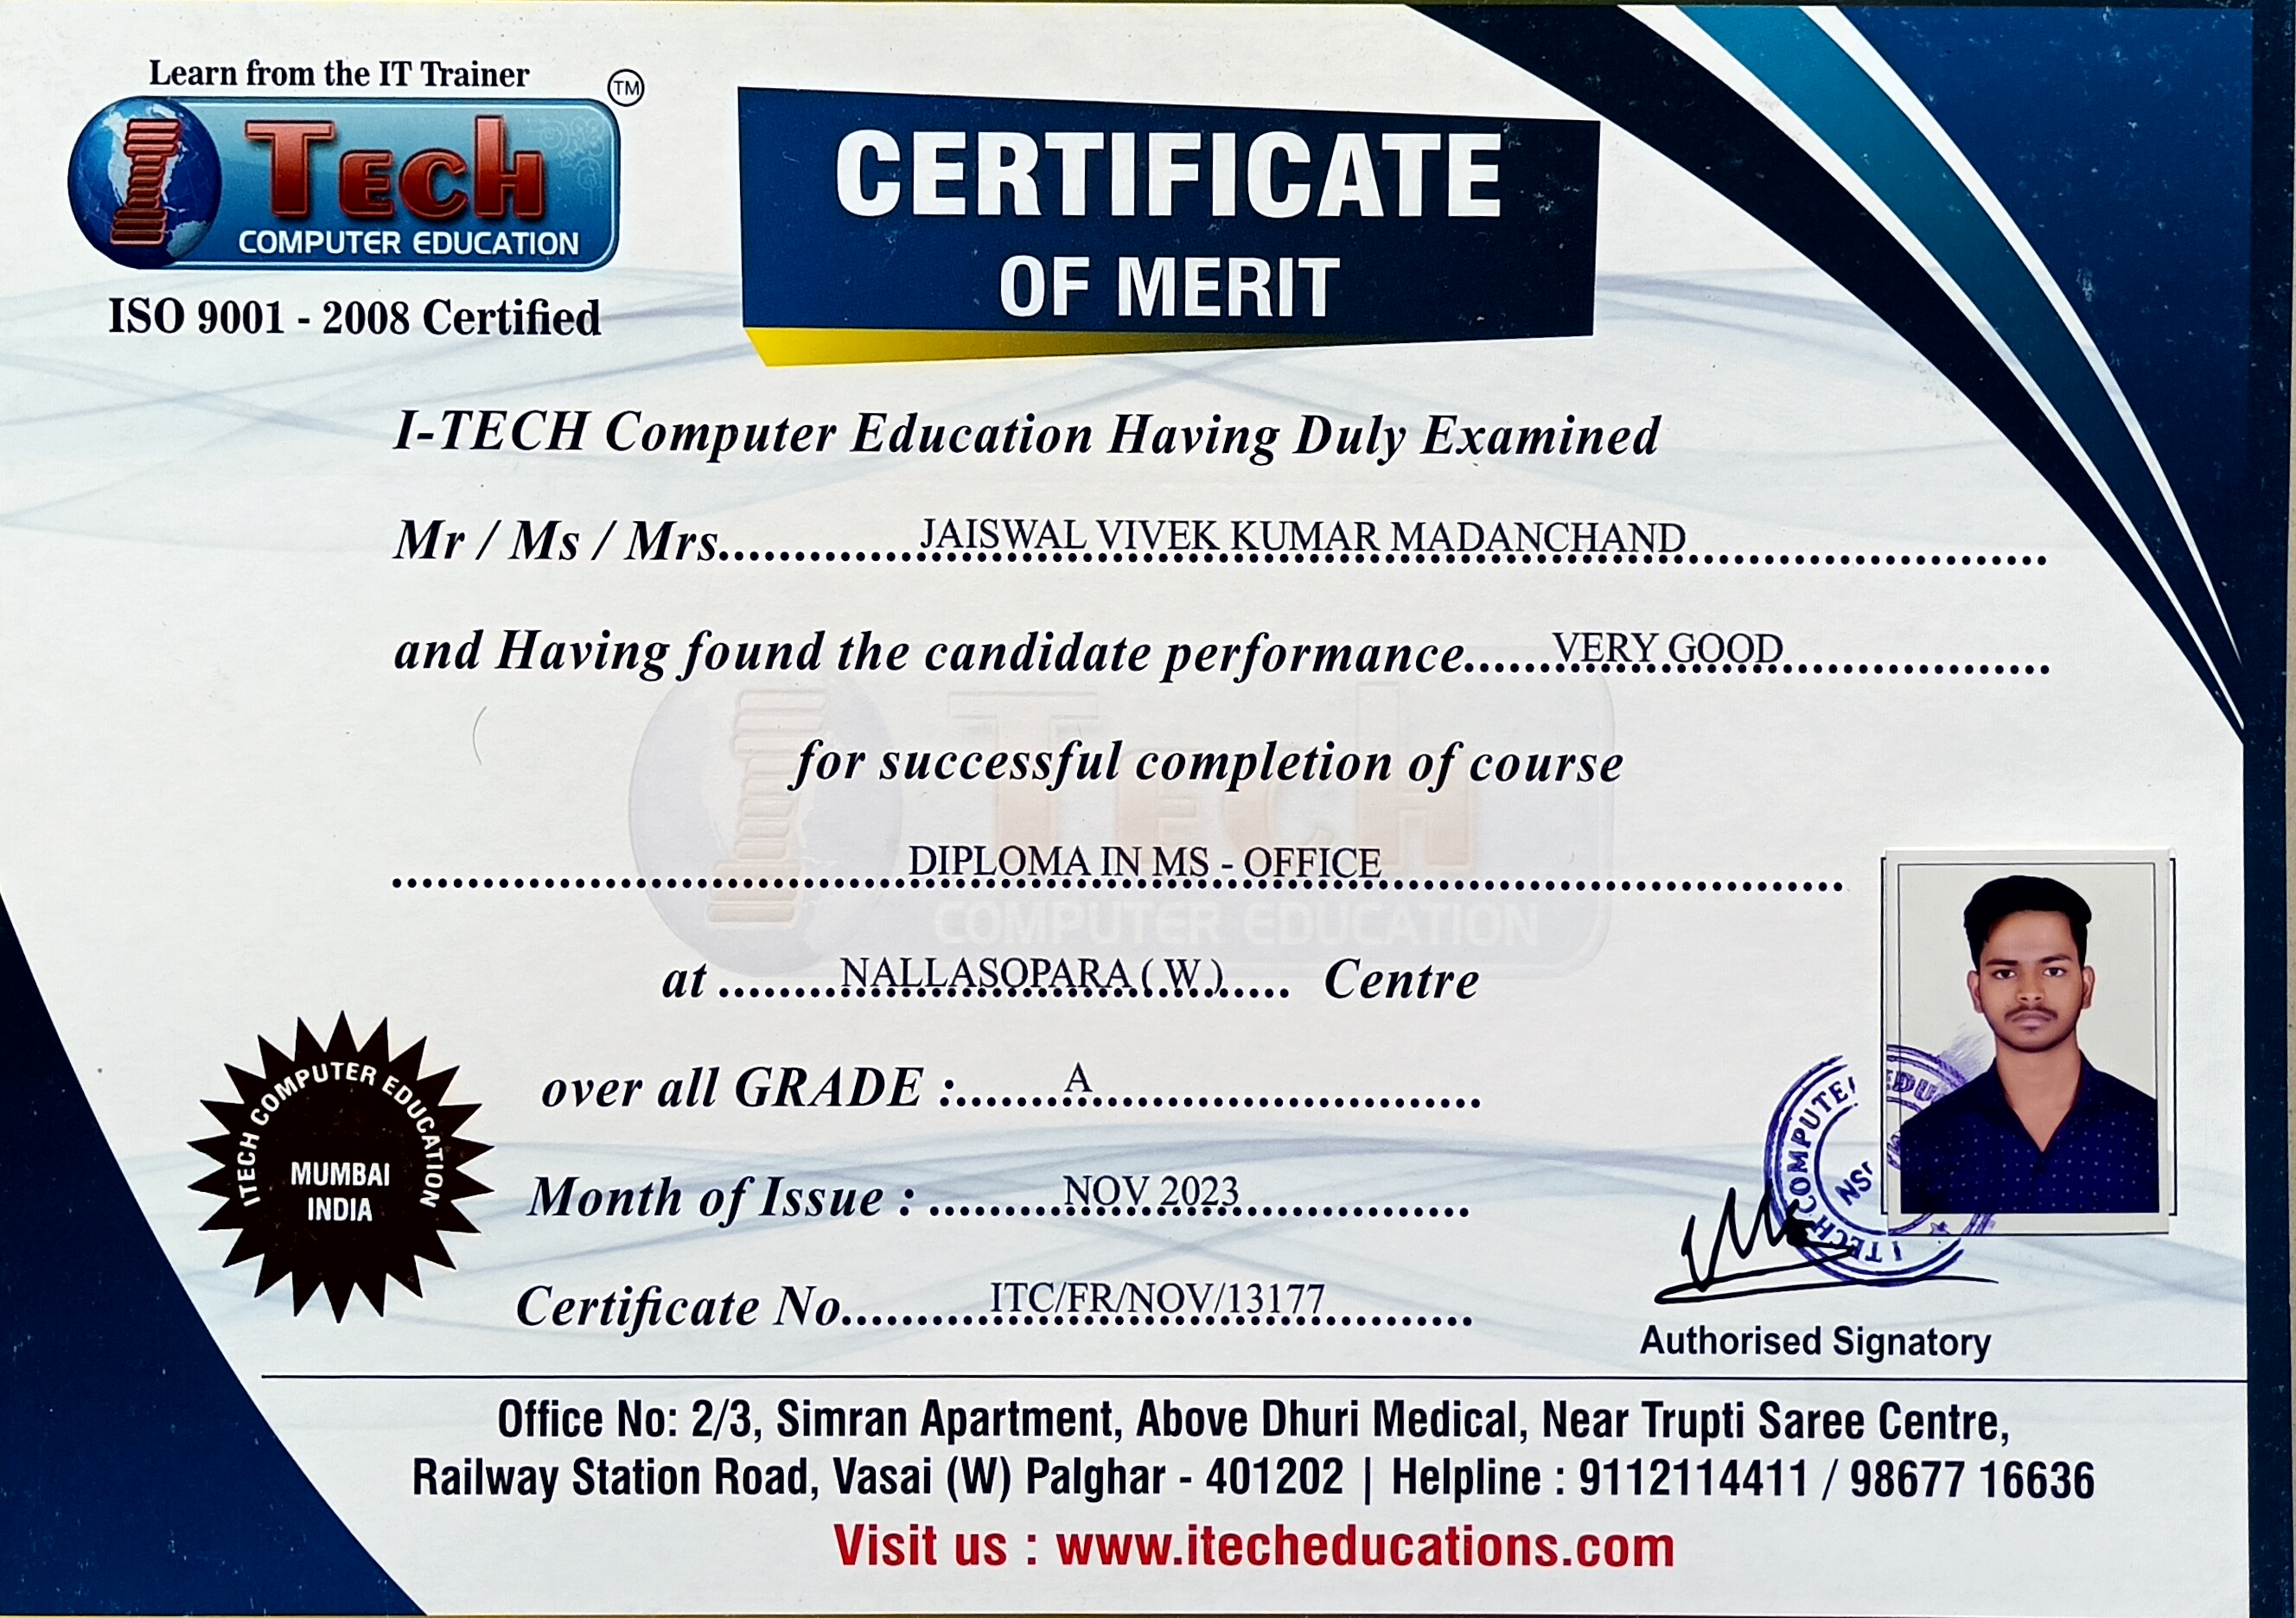 Learn from the IT Trainer
TM
I Tech
COMPUTER EDUCATION
ISO 9001 - 2008 Certified
CERTIFICATE
OF MERIT
I-TECH Computer Education Having Duly Examined
Mr / Ms / Mrs. JAISWAL VIVEK KUMAR MADANCHAND
and Having found the candidate performance VERY GOOD
for successful completion of course
DIPLOMA IN MS - OFFICE
at NALLASOPARA ( W ) Centre
over all GRADE : A
Month of Issue : NOV 2023
Certificate No. ITC/FR/NOV/13177
ITECH COMPUTER EDUCATION
MUMBAI
INDIA
I TECH COMPUTER EDU
Authorised Signatory
Office No: 2/3, Simran Apartment, Above Dhuri Medical, Near Trupti Saree Centre,
Railway Station Road, Vasai (W) Palghar - 401202 | Helpline : 9112114411 / 98677 16636
Visit us : www.itecheducations.com